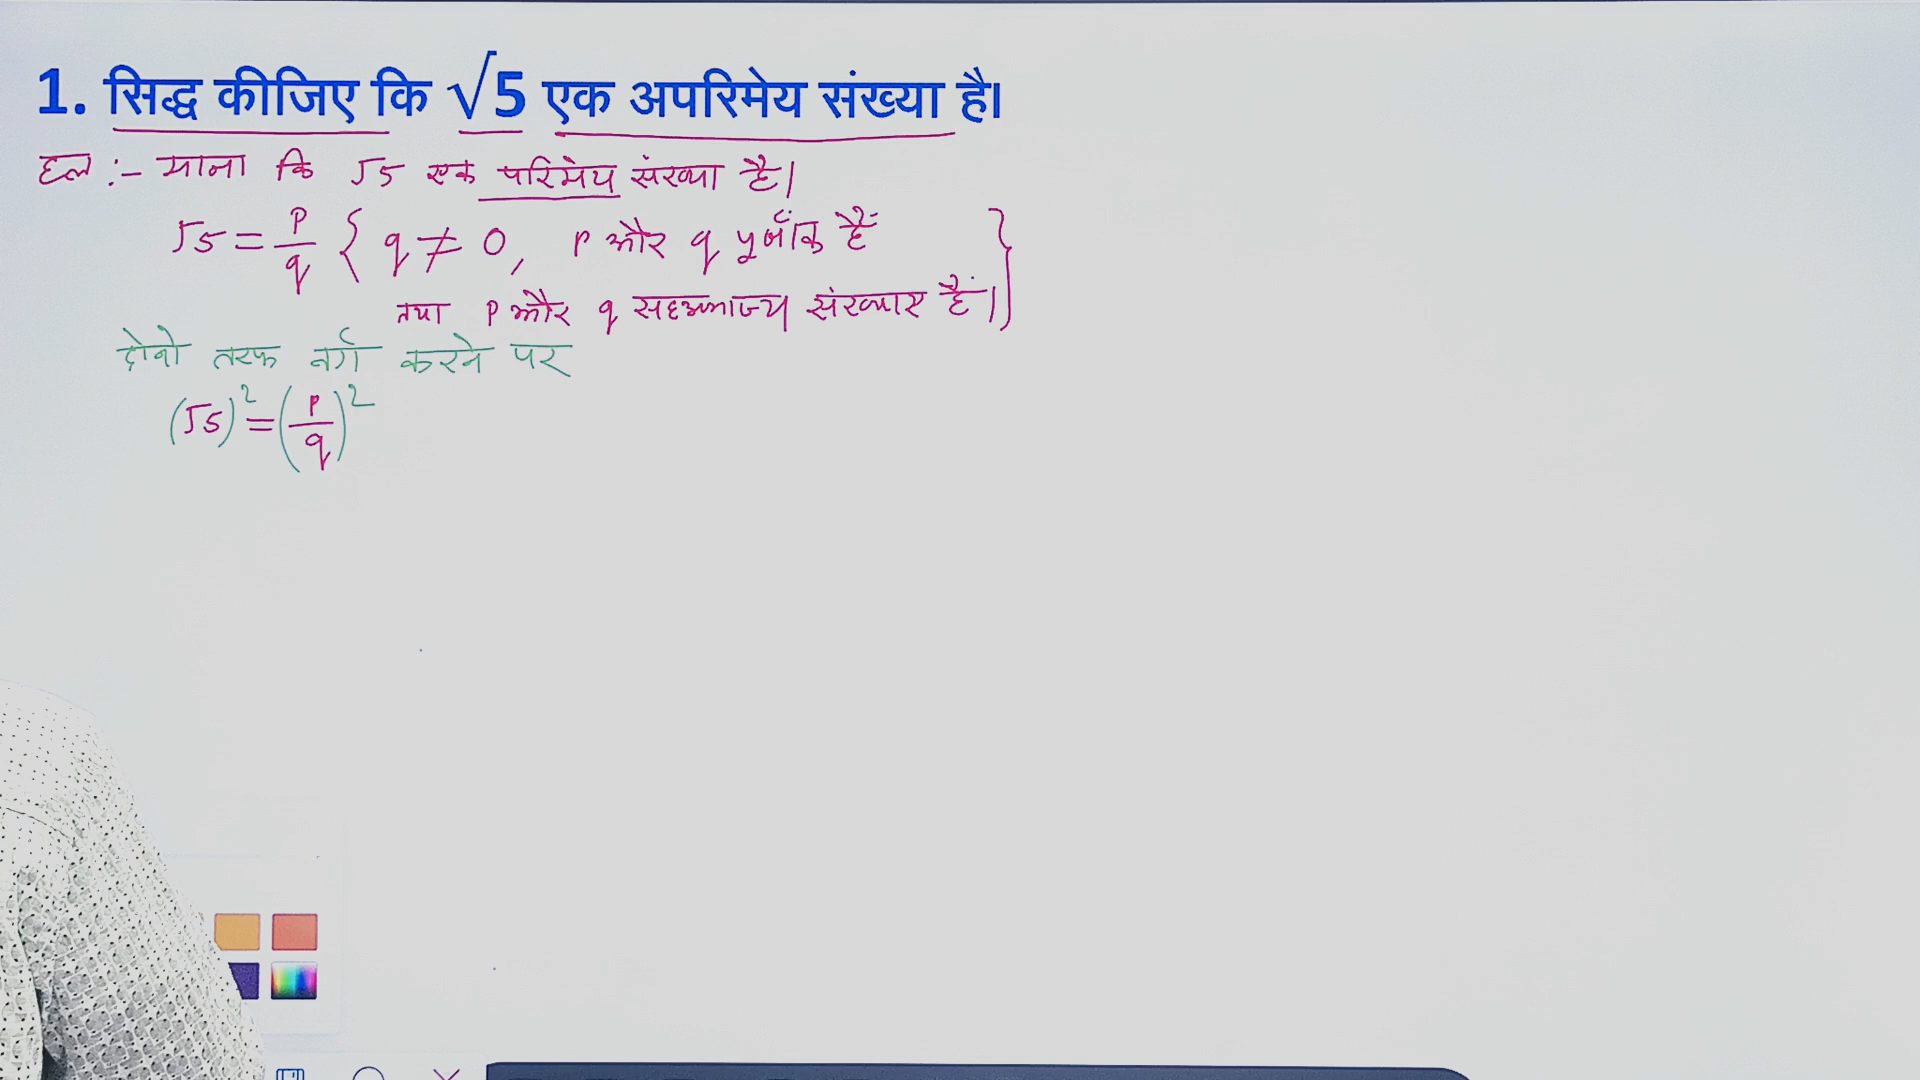 1. सिद्ध कीजिए कि √5 एक अपरिमेय संख्या है।
हल :- माना कि √5 एक परिमेय संख्या है।
√5 = p/q { q ≠ 0, p और q पूर्णांक हैं
तथा p और q सहअभाज्य संख्याए हैं। }
दोनो तरफ वर्ग करने पर
(√5)² = (p/q)²